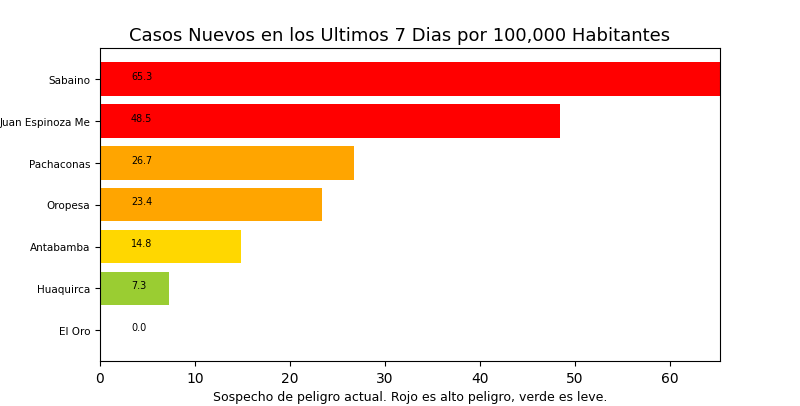 Casos Nuevos en los Ultimos 7 Dias por 100,000 Habitantes
Sabaino 65.3
Juan Espinoza Me 48.5
Pachaconas 26.7
Oropesa 23.4
Antabamba 14.8
Huaquirca 7.3
El Oro 0.0
0 10 20 30 40 50 60
Sospecho de peligro actual. Rojo es alto peligro, verde es leve.